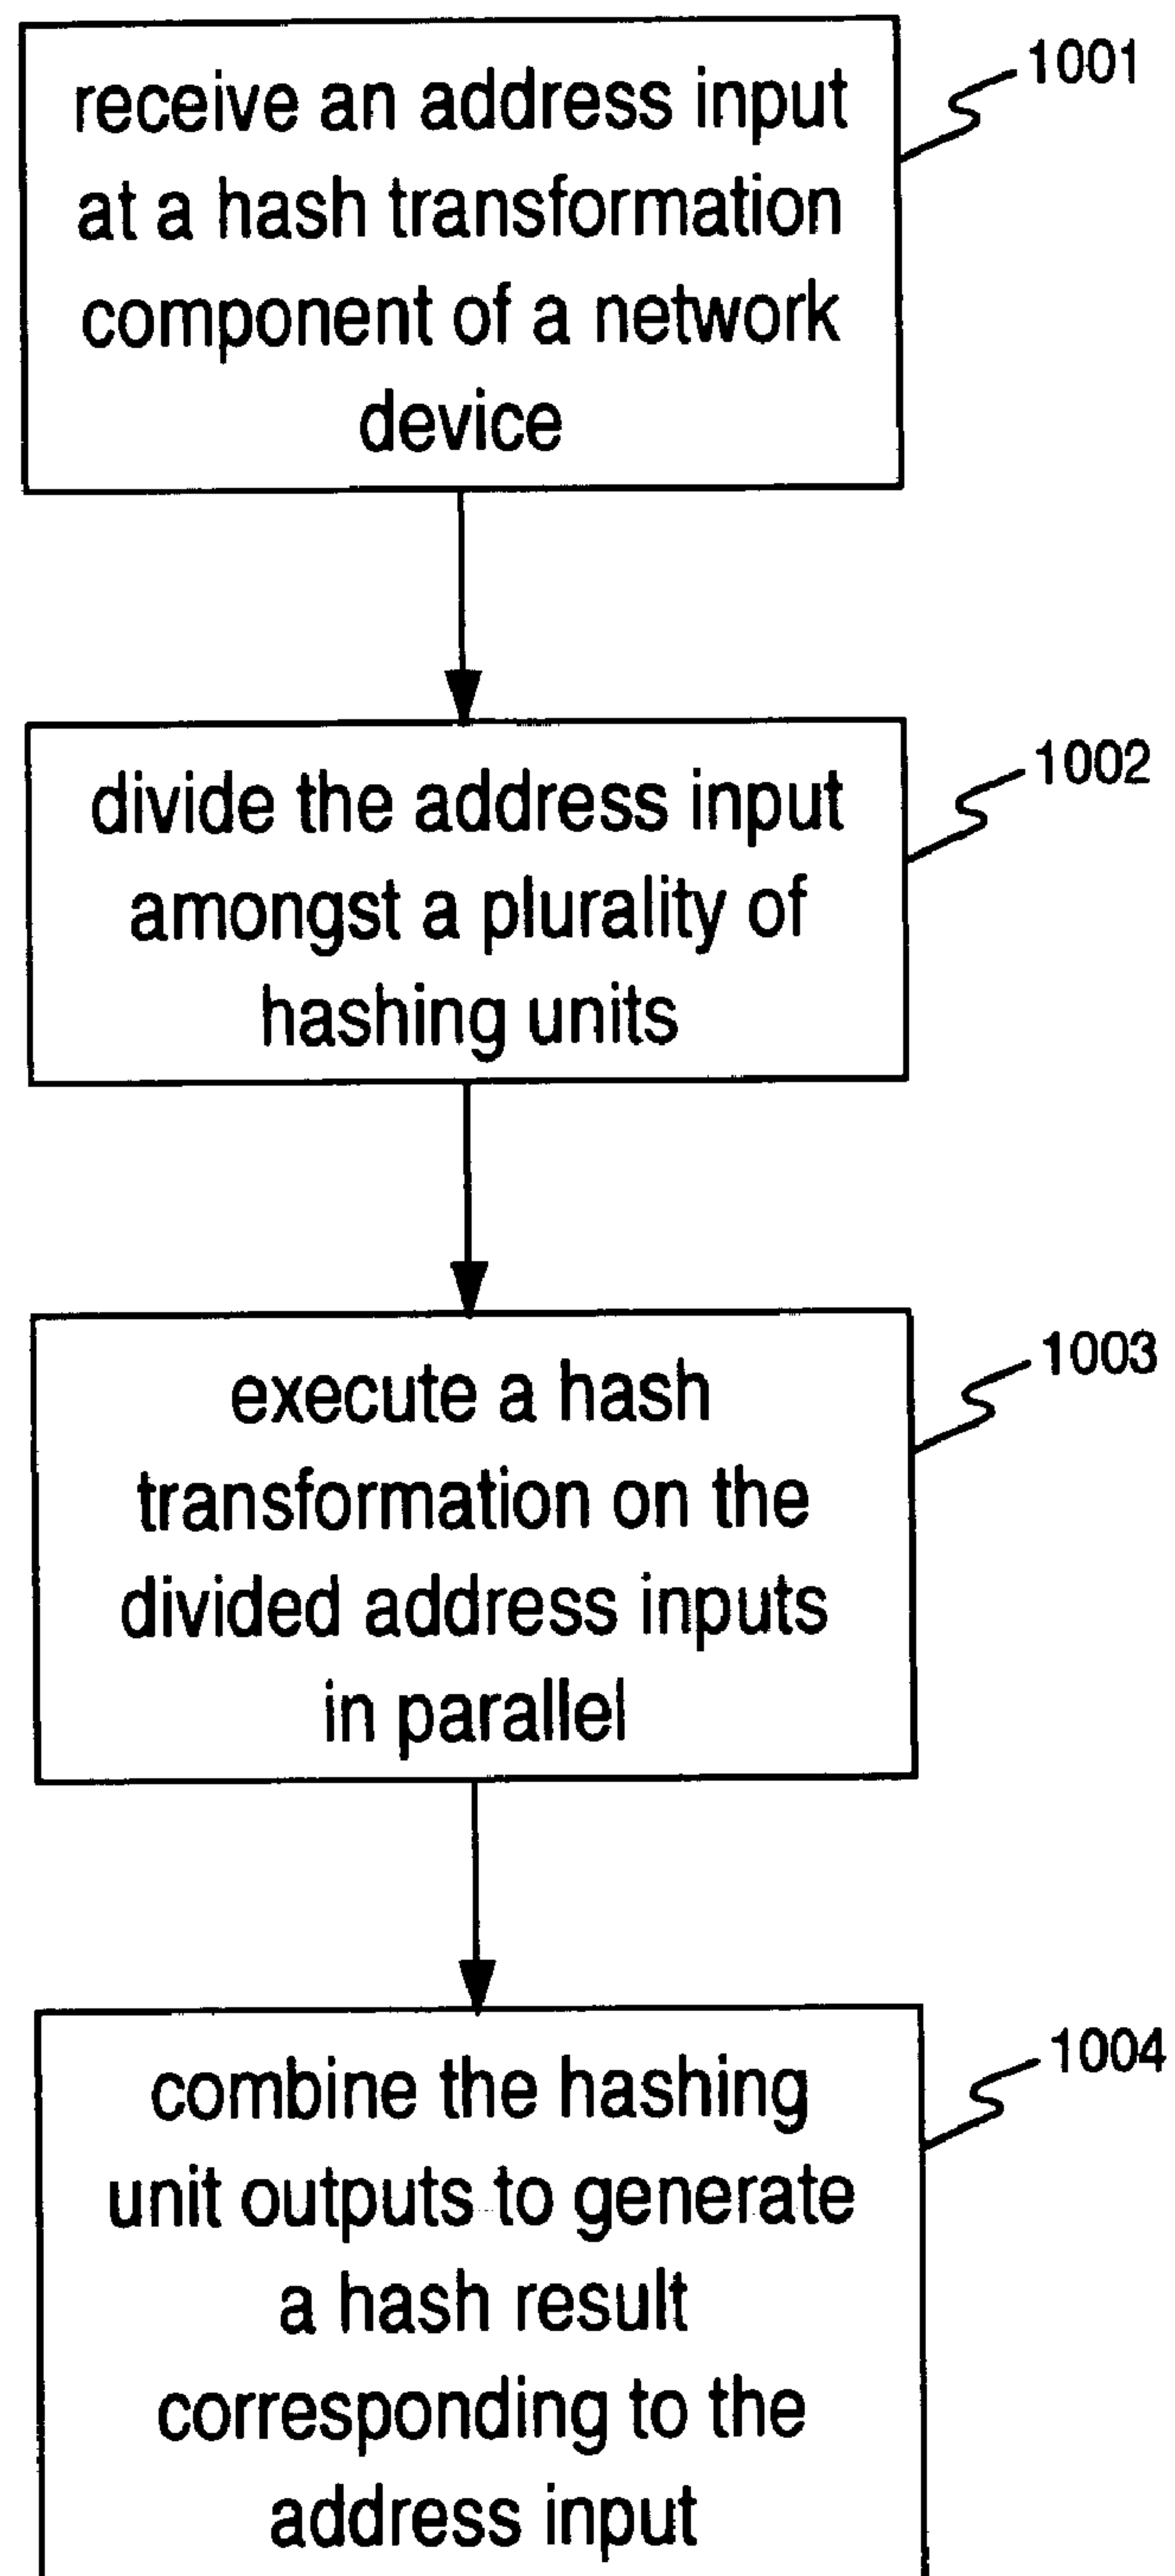 receive an address input
at a hash transformation
component of a network
device
1001
divide the address input
amongst a plurality of
hashing units
1002
execute a hash
transformation on the
divided address inputs
in parallel
1003
combine the hashing
unit outputs to generate
a hash result
corresponding to the
address input
1004